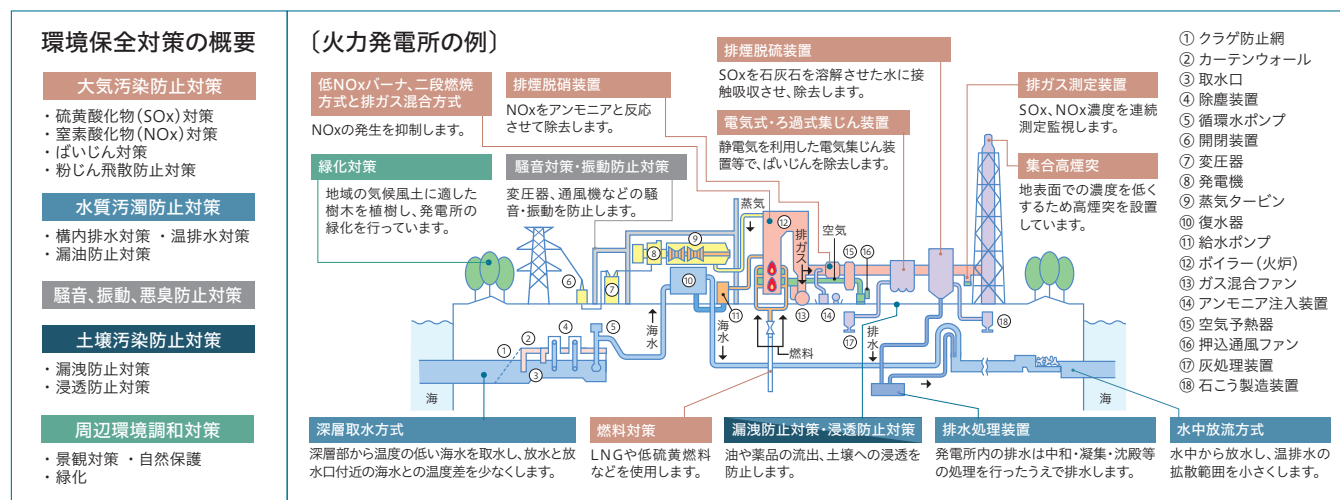 環境保全対策の概要
大気汚染防止対策
・硫黄酸化物(SOx)対策
・窒素酸化物(NOx)対策
・ばいじん対策
・粉じん飛散防止対策
水質汚濁防止対策
・構内排水対策 ・温排水対策
・漏油防止対策
騒音、振動、悪臭防止対策
土壌汚染防止対策
・漏洩防止対策
・浸透防止対策
周辺環境調和対策
・景観対策 ・自然保護
・緑化
〔火力発電所の例〕
低NOxバーナ、二段燃焼
方式と排ガス混合方式
NOxの発生を抑制します。
排煙脱硝装置
NOxをアンモニアと反応
させて除去します。
排煙脱硫装置
SOxを石灰石を溶解させた水に接
触吸収させ、除去します。
電気式・ろ過式集じん装置
静電気を利用した電気集じん装
置等で、ばいじんを除去します。
排ガス測定装置
SOx、NOx濃度を連続
測定監視します。
集合高煙突
地表面での濃度を低く
するため高煙突を設置
しています。
緑化対策
地域の気候風土に適した
樹木を植樹し、発電所の
緑化を行っています。
騒音対策・振動防止対策
変圧器、通風機などの騒
音・振動を防止します。
蒸気
排ガス
空気
海水
海水
燃料
排水
海
海
①
②
③
④
⑤
⑥
⑦
⑧
⑨
⑩
⑪
⑫
⑬
⑭
⑮
⑯
⑰
⑱
深層取水方式
深層部から温度の低い海水を取水し、放水と放
水口付近の海水との温度差を少なくします。
燃料対策
LNGや低硫黄燃料
などを使用します。
漏洩防止対策・浸透防止対策
油や薬品の流出、土壌への浸透を
防止します。
排水処理装置
発電所内の排水は中和・凝集・沈殿等
の処理を行ったうえで排水します。
水中放流方式
水中から放水し、温排水の
拡散範囲を小さくします。
① クラゲ防止網
② カーテンウォール
③ 取水口
④ 除塵装置
⑤ 循環水ポンプ
⑥ 開閉装置
⑦ 変圧器
⑧ 発電機
⑨ 蒸気タービン
⑩ 復水器
⑪ 給水ポンプ
⑫ ボイラー(火炉)
⑬ ガス混合ファン
⑭ アンモニア注入装置
⑮ 空気予熱器
⑯ 押込通風ファン
⑰ 灰処理装置
⑱ 石こう製造装置